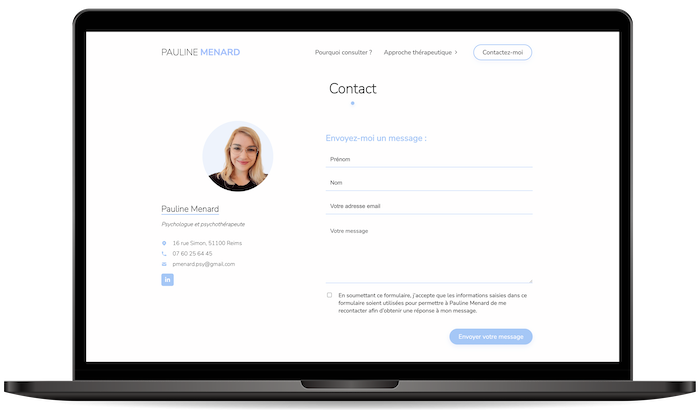 PAULINE MENARD
Pourquoi consulter ?
Approche thérapeutique
Contactez-moi
Contact
Pauline Menard
Psychologue et psychothérapeute
16 rue Simon, 51100 Reims
07 60 25 64 45
pmenard.psy@gmail.com
in
Envoyez-moi un message :
Prénom
Nom
Votre adresse email
Votre message
En soumettant ce formulaire, j'accepte que les informations saisies dans ce
formulaire soient utilisées pour permettre à Pauline Menard de me
recontacter afin d'obtenir une réponse à mon message.
Envoyer votre message